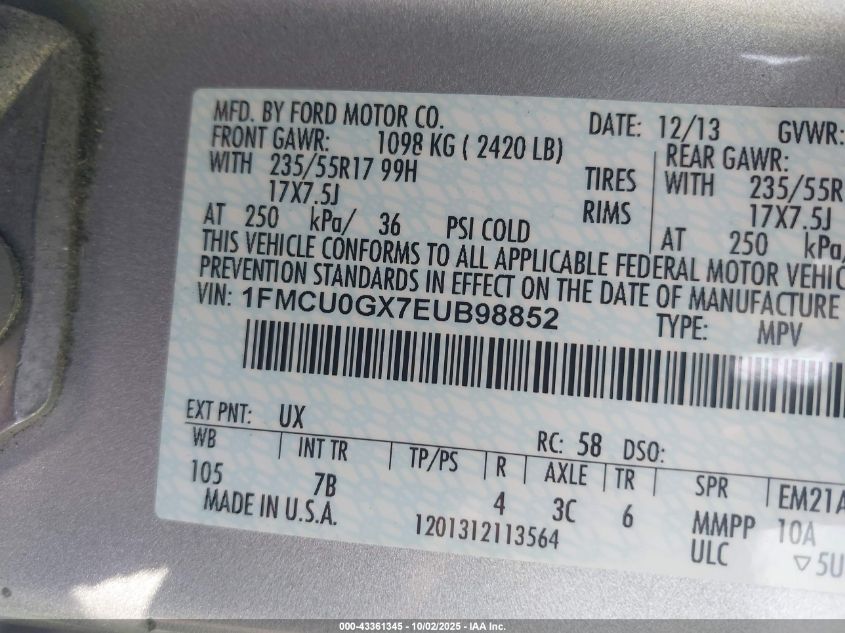 MFD. BY FORD MOTOR CO. DATE: 12/13 GVWR:
FRONT GAWR: 1098 KG ( 2420 LB) REAR GAWR:
WITH 235/55R17 99H TIRES WITH 235/55R
17X7.5J RIMS 17X7.5J
AT 250 kPa/ 36 PSI COLD AT 250 kPa/
THIS VEHICLE CONFORMS TO ALL APPLICABLE FEDERAL MOTOR VEHIC
PREVENTION STANDARDS IN EFFECT ON THE DATE OF MANUFACTURE
VIN: 1FMCU0GX7EUB98852 TYPE: MPV
EXT PNT: UX RC: 58 DSO:
WB INT TR TP/PS R AXLE TR SPR EM21A
105 7B 4 3C 6 MMPP 10A
MADE IN U.S.A. 1201312113564 ULC ▽5U
000-43361345 - 10/02/2025 - IAA Inc.